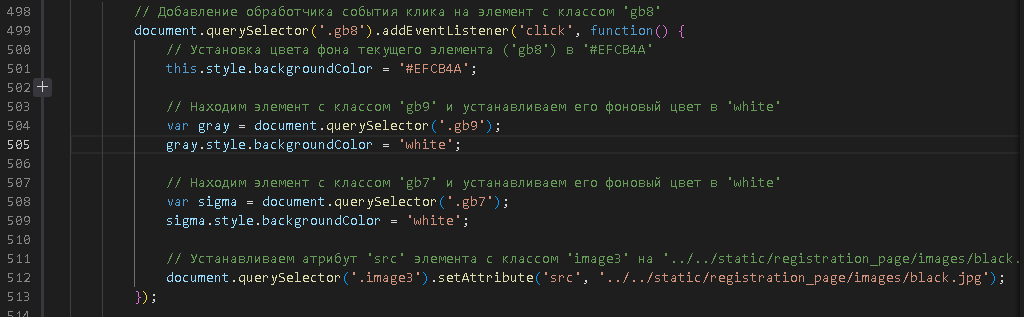 498 // Добавление обработчика события клика на элемент с классом 'gb8'
499 document.querySelector('.gb8').addEventListener('click', function() {
500 // Установка цвета фона текущего элемента ('gb8') в '#EFCB4A'
501 this.style.backgroundColor = '#EFCB4A';
502
503 // Находим элемент с классом 'gb9' и устанавливаем его фоновый цвет в 'white'
504 var gray = document.querySelector('.gb9');
505 gray.style.backgroundColor = 'white';
506
507 // Находим элемент с классом 'gb7' и устанавливаем его фоновый цвет в 'white'
508 var sigma = document.querySelector('.gb7');
509 sigma.style.backgroundColor = 'white';
510
511 // Устанавливаем атрибут 'src' элемента с классом 'image3' на '../../static/registration_page/images/black.
512 document.querySelector('.image3').setAttribute('src', '../../static/registration_page/images/black.jpg');
513 });
514